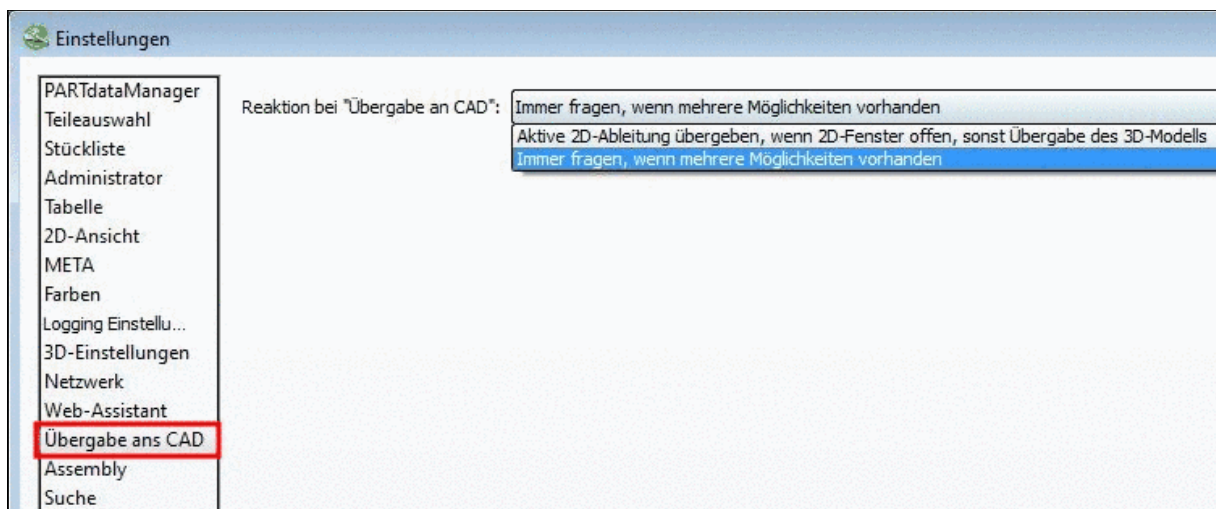 Einstellungen
PARTdataManager
Teileauswahl
Stückliste
Administrator
Tabelle
2D-Ansicht
META
Farben
Logging Einstellu...
3D-Einstellungen
Netzwerk
Web-Assistant
Übergabe ans CAD
Assembly
Suche
Reaktion bei "Übergabe an CAD": Immer fragen, wenn mehrere Möglichkeiten vorhanden
Aktive 2D-Ableitung übergeben, wenn 2D-Fenster offen, sonst Übergabe des 3D-Modells
Immer fragen, wenn mehrere Möglichkeiten vorhanden